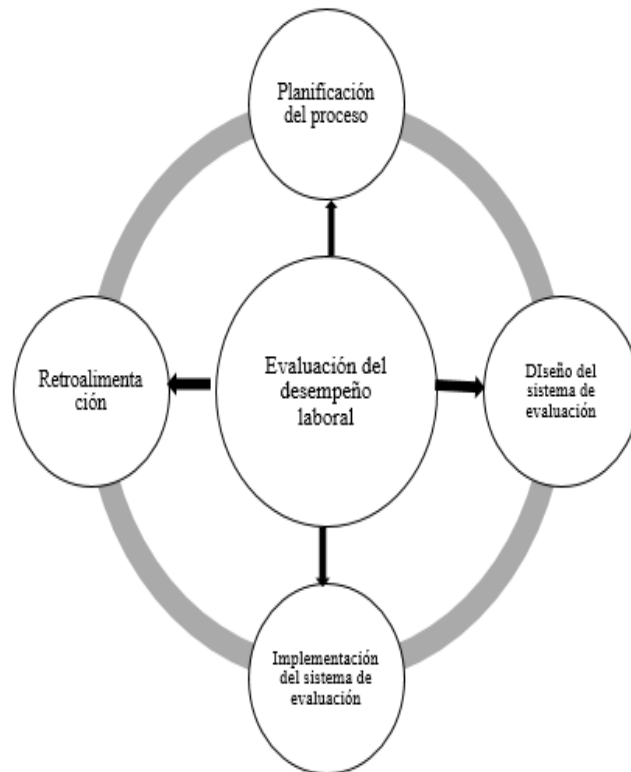 Planificación
del proceso
Retroalimenta
ción
Evaluación del
desempeño
laboral
DIseño del
sistema de
evaluación
Implementación
del sistema de
evaluación